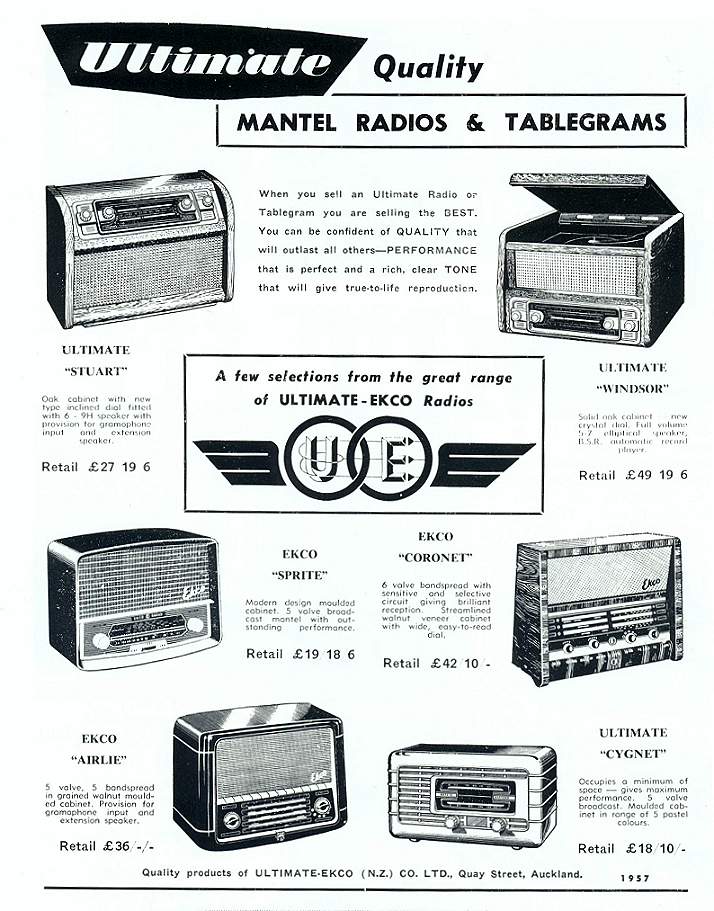 Ultimate Quality
MANTEL RADIOS & TABLEGRAMS
When you sell an Ultimate Radio or
Tablegram you are selling the BEST.
You can be confident of QUALITY that
will outlast all others—PERFORMANCE
that is perfect and a rich, clear TONE
that will give true-to-life reproduction.
ULTIMATE
"STUART"
Oak cabinet with new
type inclined dial fitted
with 6 - 9H speaker with
provision for gramophone
input and extension
speaker.
Retail £27 19 6
A few selections from the great range
of ULTIMATE-EKCO Radios
U E
ULTIMATE
"WINDSOR"
Solid oak cabinet new
crystal dial. Full volume
5-7 elliptical speaker,
B.S.R. automatic record
player.
Retail £49 19 6
Ekco
EKCO
"SPRITE"
Modern design moulded
cabinet. 5 valve broad-
cast mantel with out-
standing performance.
Retail £19 18 6
EKCO
"CORONET"
6 valve bandspread with
sensitive and selective
circuit giving brilliant
reception. Streamlined
walnut veneer cabinet
with wide, easy-to-read
dial.
Retail £42 10 -
Ekco
EKCO
"AIRLIE"
5 valve, 5 bandspread
in grained walnut mould-
ed cabinet. Provision for
gramophone input and
extension speaker.
Retail £36/-/-
Ekco
ULTIMATE
"CYGNET"
Occupies a minimum of
space — gives maximum
performance. 5 valve
broadcast. Moulded cab-
inet in range of 5 pastel
colours.
Retail £18/10/-
Quality products of ULTIMATE-EKCO (N.Z.) CO. LTD., Quay Street, Auckland.
1957